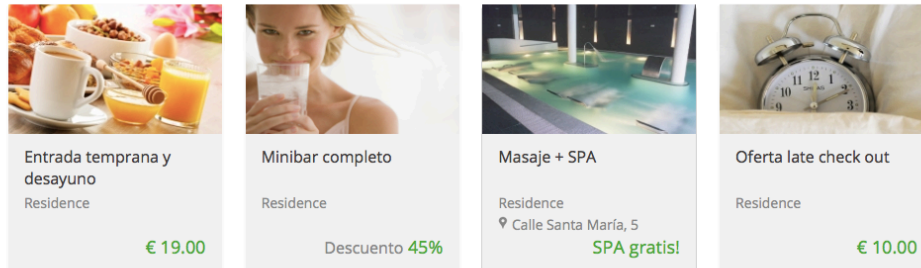 Entrada temprana y
desayuno
Residence
€ 19.00
Minibar completo
Residence
Descuento 45%
Masaje + SPA
Residence
Calle Santa María, 5
SPA gratis!
12
Oferta late check out
Residence
€ 10.00